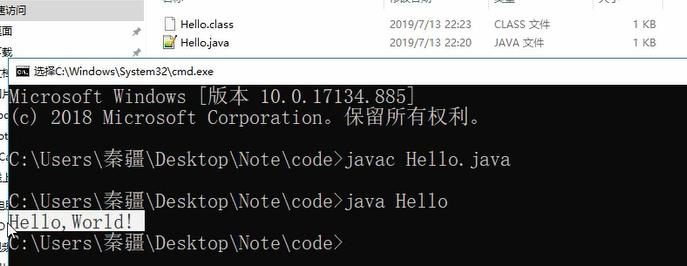 速访问
Hello.class
2019/7/13 22:23
CLASS 文件
1 KB
Hello.java
2019/7/13 22:20
JAVA 文件
1 KB
选择C:\Windows\System32\cmd.exe
Microsoft Windows [版本 10.0.17134.885]
(c) 2018 Microsoft Corporation。保留所有权利。
C:\Users\秦疆\Desktop\Note\code>javac Hello.java
C:\Users\秦疆\Desktop\Note\code>java Hello
Hello,World!
C:\Users\秦疆\Desktop\Note\code>